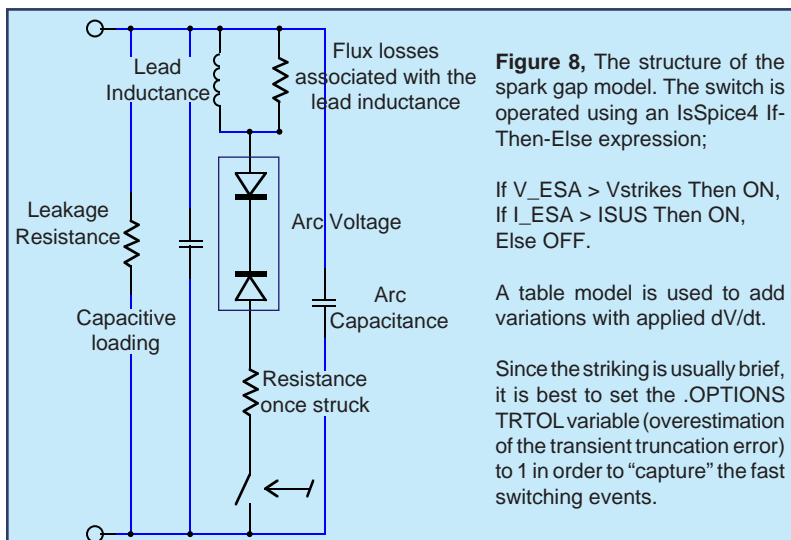 Lead
Inductance
Flux losses
associated with the
lead inductance
Leakage
Resistance
Arc Voltage
Capacitive
loading
Arc
Capacitance
Resistance
once struck
Figure 8, The structure of the
spark gap model. The switch is
operated using an IsSpice4 If-
Then-Else expression;
If V_ESA > Vstrikes Then ON,
If I_ESA > ISUS Then ON,
Else OFF.
A table model is used to add
variations with applied dV/dt.
Since the striking is usually brief,
it is best to set the .OPTIONS
TRTOL variable (overestimation
of the transient truncation error)
to 1 in order to “capture” the fast
switching events.